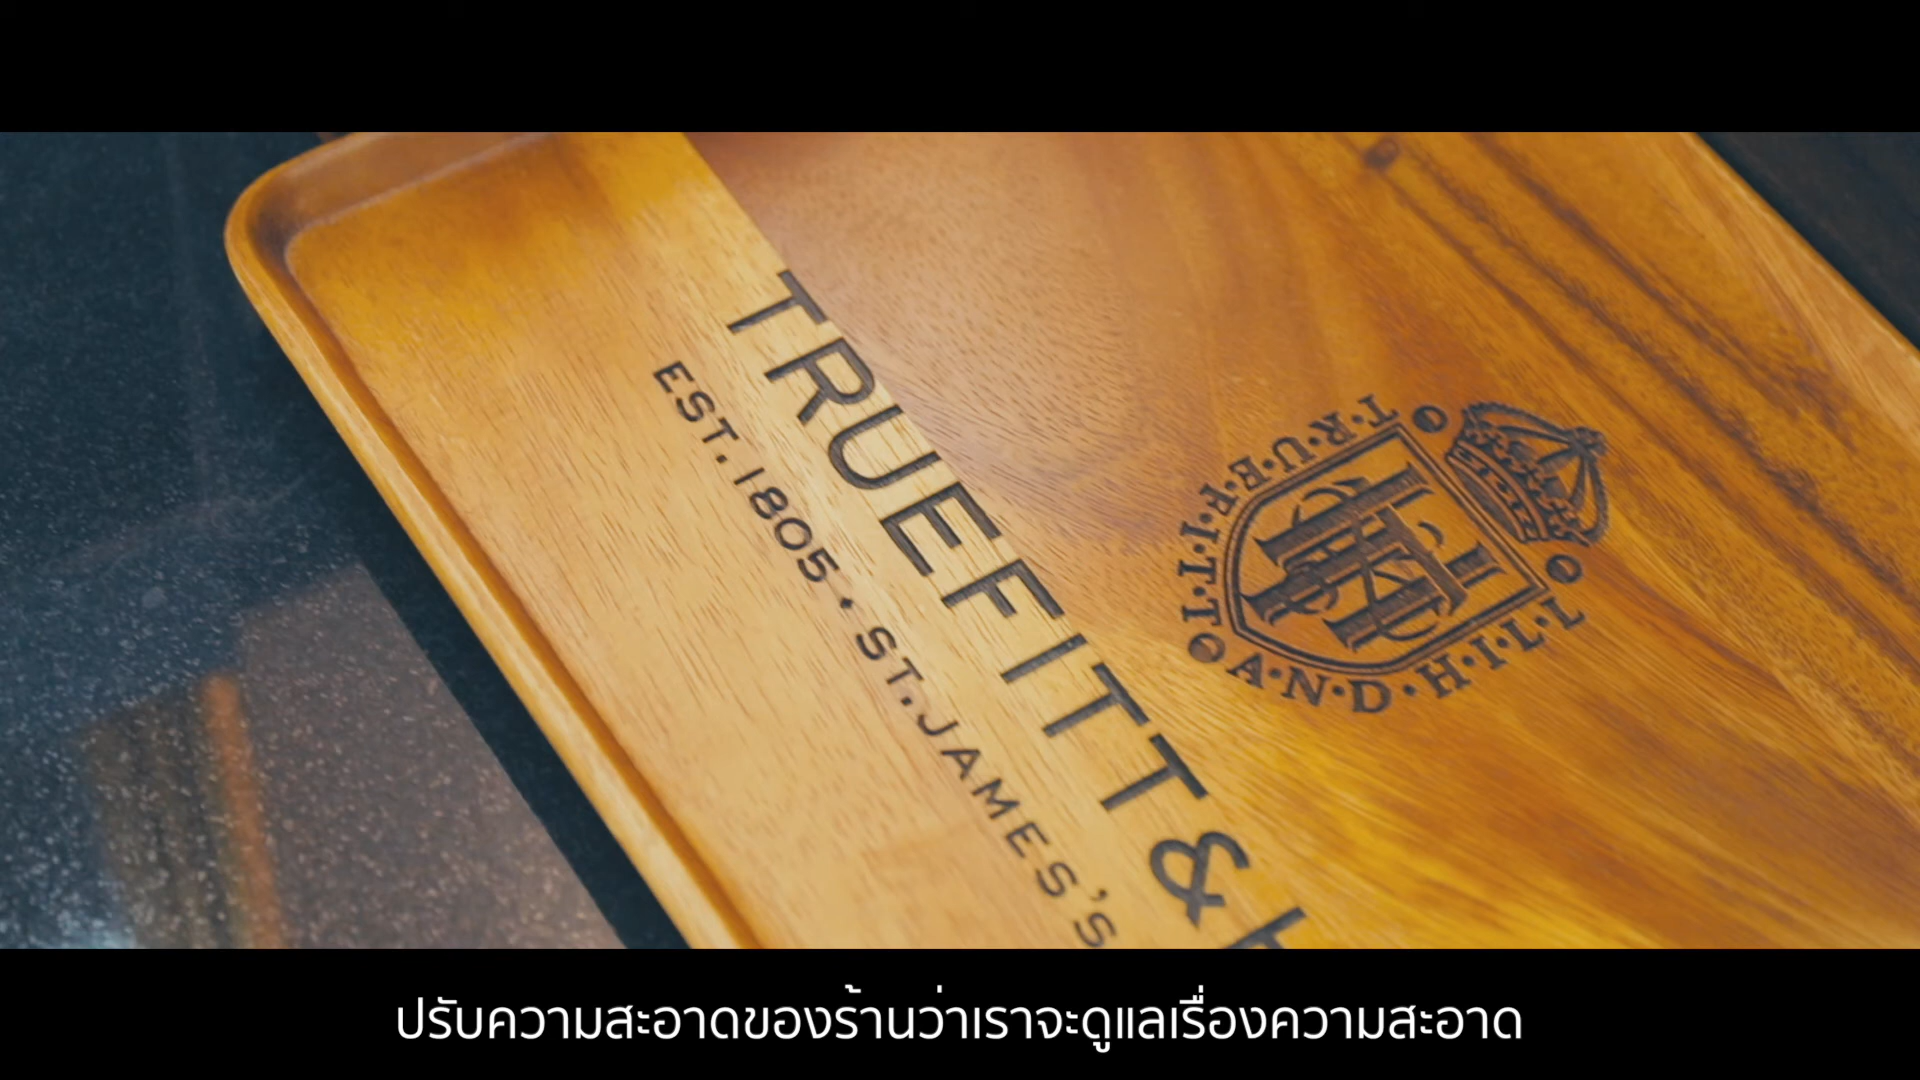 TRUEFITT &
EST. 1805 • ST. JAMES'S
T·R·U·E·F·I·T·T
A·N·D·H·I·L·L
ปรับความสะอาดของร้านว่าเราจะดูแลเรื่องความสะอาด